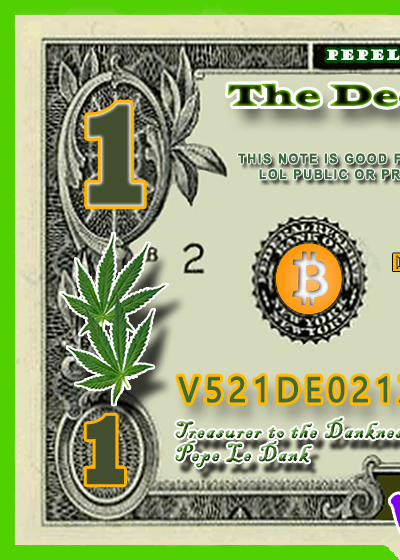 PEPEL
The De
1
THIS NOTE IS GOOD F
LOL PUBLIC OR PR
B 2
V521DE021
Treasurer to the Dankne
Pepe Le Dank
1